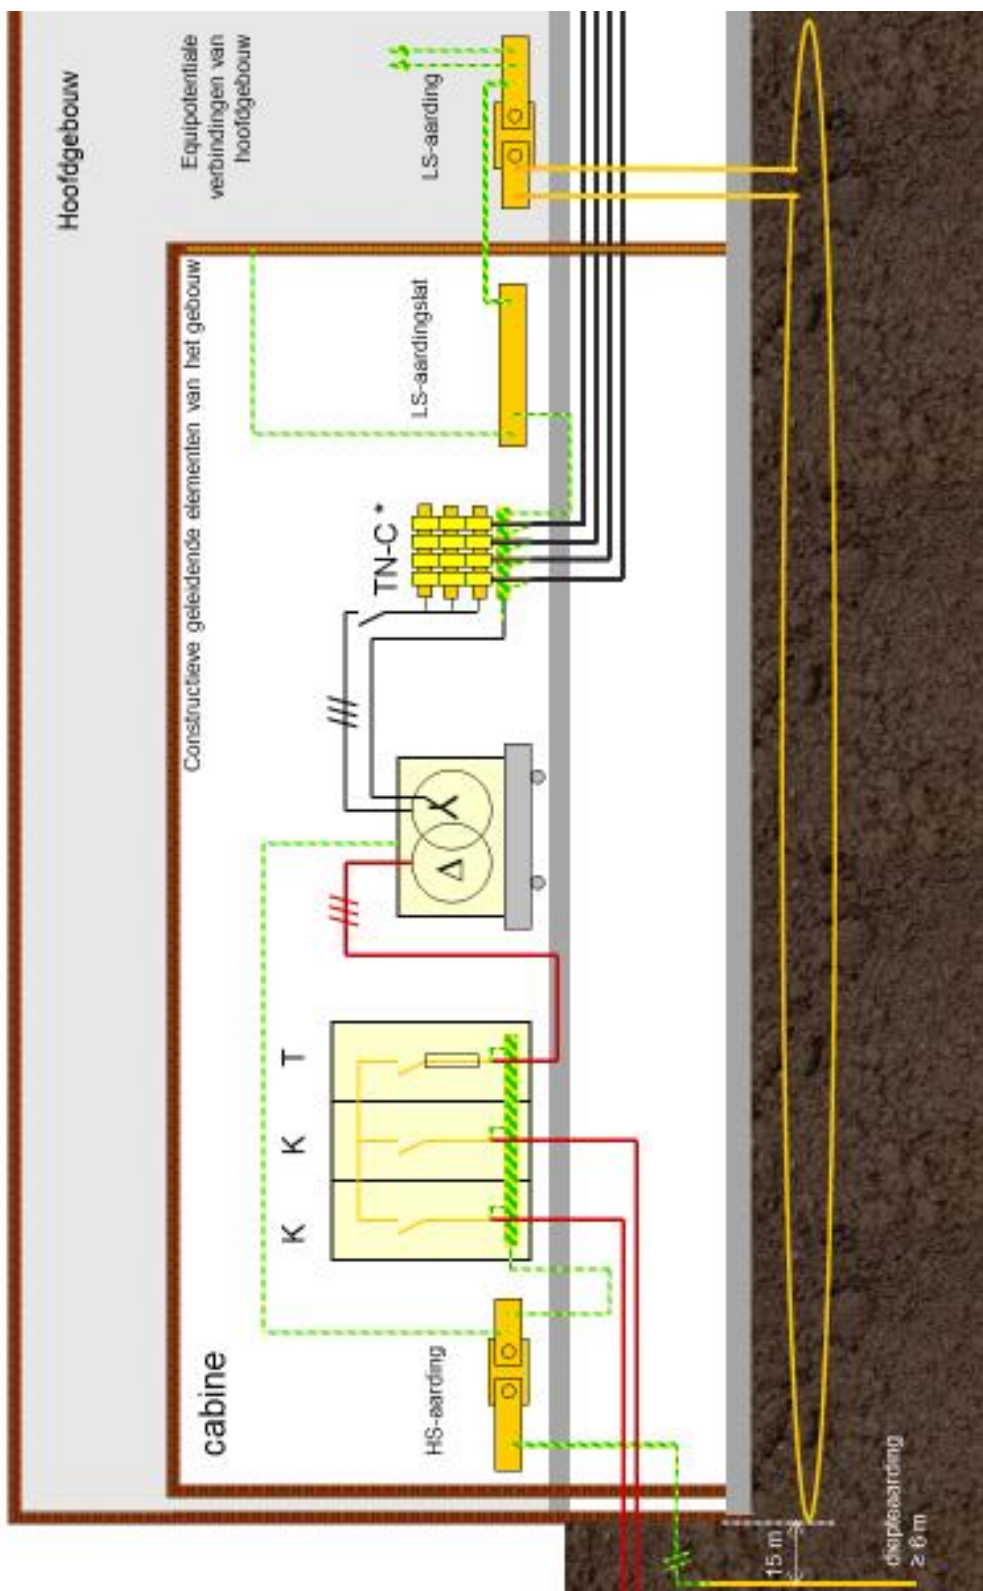 Hoofdgebouw
Equipotentiale
verbindingen van
hoofdgebouw
LS-aarding
Constructieve geleidende elementen van het gebouw
LS-aardingslat
TN-C *
K
K
T
cabine
HS-aarding
15 m
diepteaarding
≥ 6 m